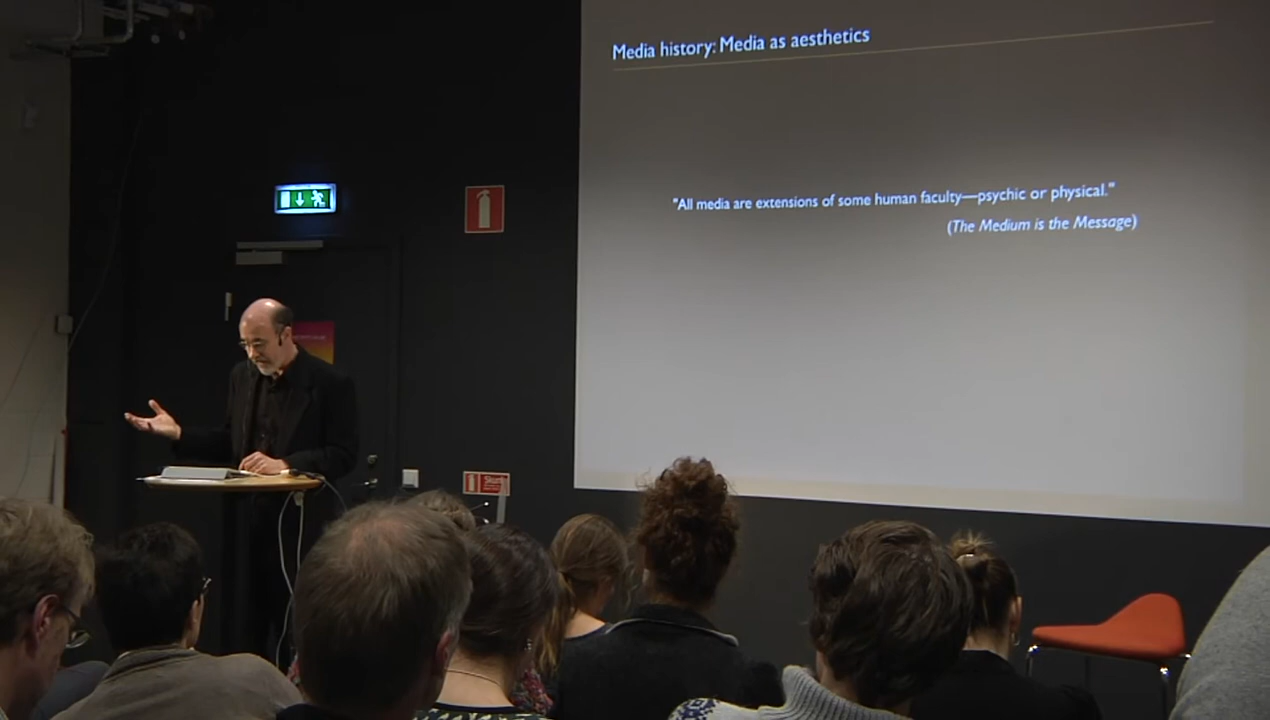 Media history: Media as aesthetics
"All media are extensions of some human faculty—psychic or physical."
(The Medium is the Message)
Skum